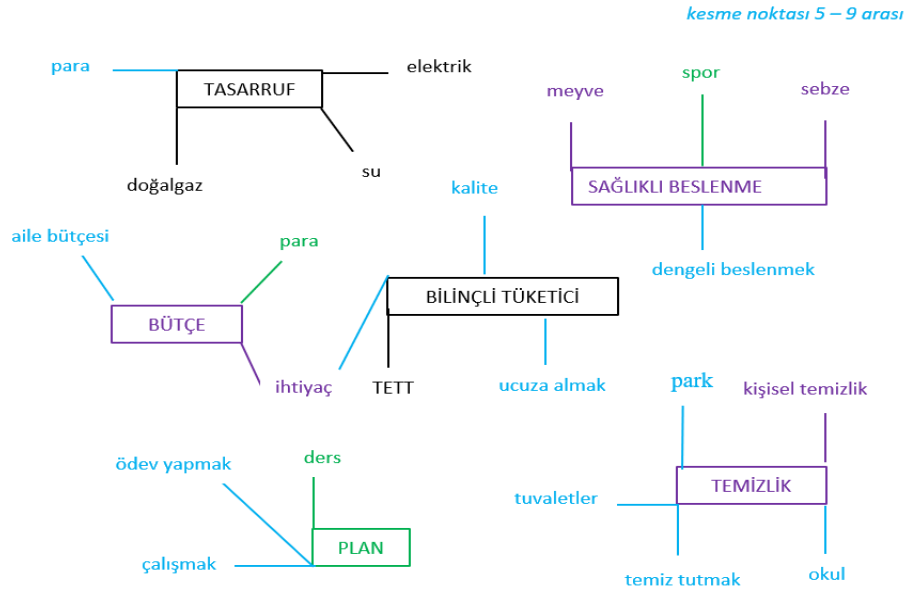 kesme noktası 5 – 9 arası
para
elektrik
TASARRUF
doğalgaz
su
meyve
spor
sebze
SAĞLIKLI BESLENME
dengeli beslenmek
kalite
BİLİNÇLİ TÜKETİCİ
ihtiyaç
TETT
ucuza almak
aile bütçesi
para
BÜTÇE
park
kişisel temizlik
TEMİZLİK
tuvaletler
temiz tutmak
okul
ödev yapmak
ders
PLAN
çalışmak